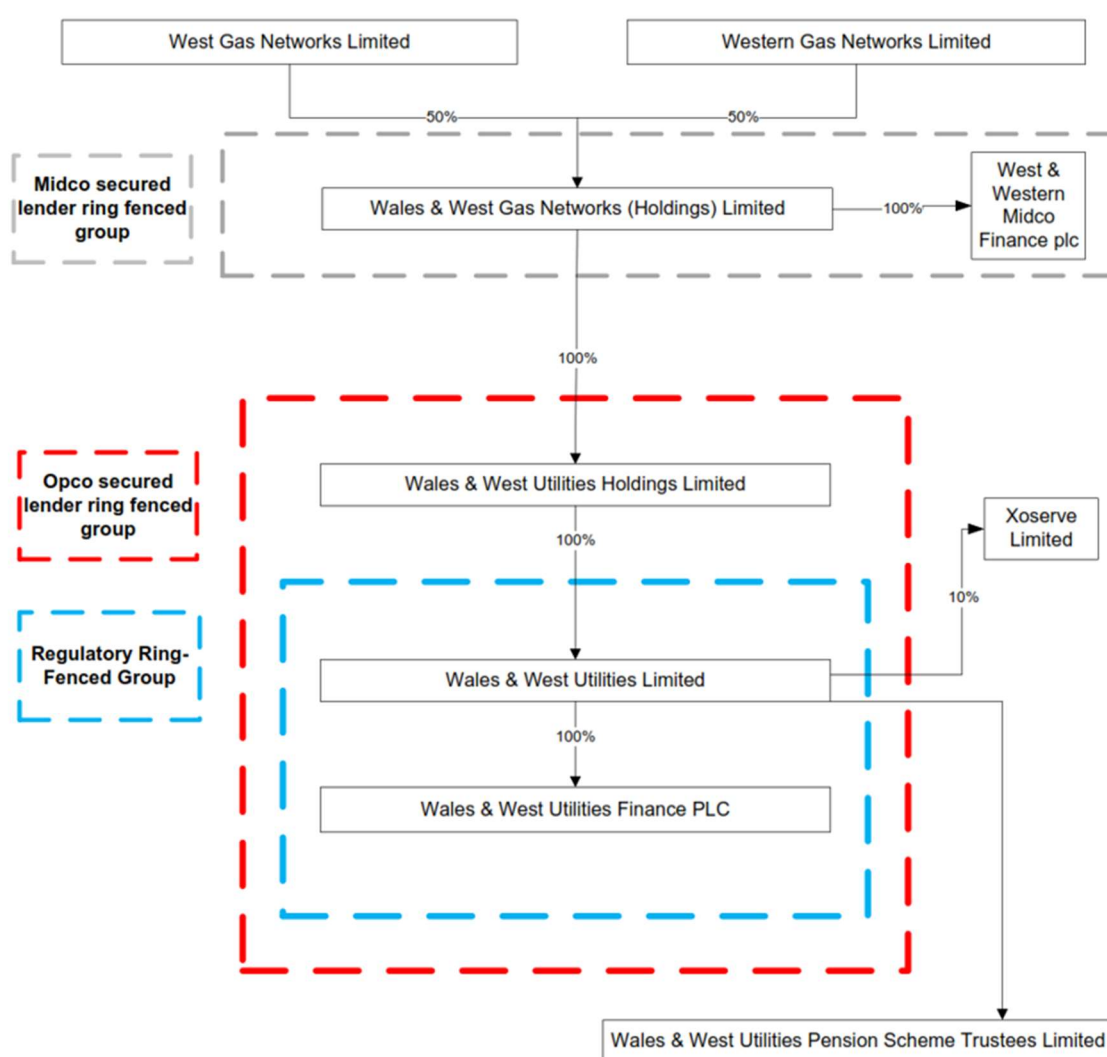 West Gas Networks Limited
Western Gas Networks Limited
50%
50%
Midco secured
lender ring fenced
group
Wales & West Gas Networks (Holdings) Limited
100%
West &
Western
Midco
Finance plc
100%
Opco secured
lender ring fenced
group
Wales & West Utilities Holdings Limited
100%
Xoserve
Limited
10%
Regulatory Ring-
Fenced Group
Wales & West Utilities Limited
100%
Wales & West Utilities Finance PLC
Wales & West Utilities Pension Scheme Trustees Limited